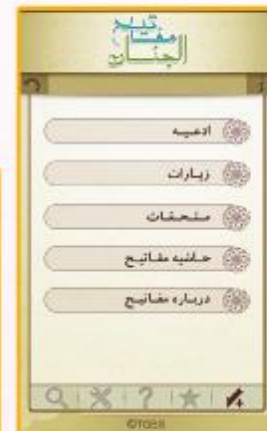 مفاتیح
الجنان
ادعیه
زیارات
ملحقات
حاشیه مفاتیح
درباره مفاتیح